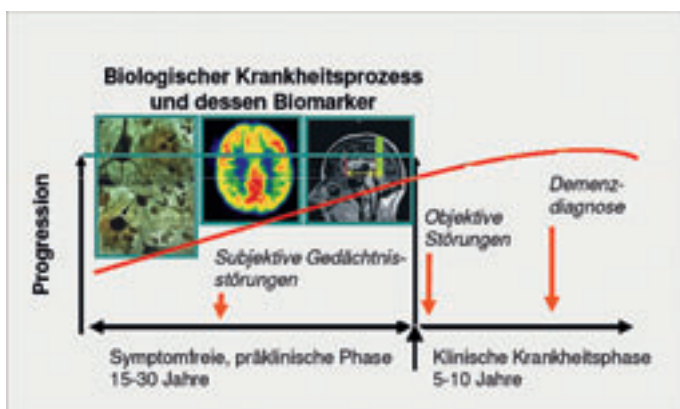 Biologischer Krankheitsprozess
und dessen Biomarker
Progression
Subjektive Gedächtnis-
störungen
Objektive
Störungen
Demenz-
diagnose
Symptomfreie, präklinische Phase
15-30 Jahre
Klinische Krankheitsphase
5-10 Jahre